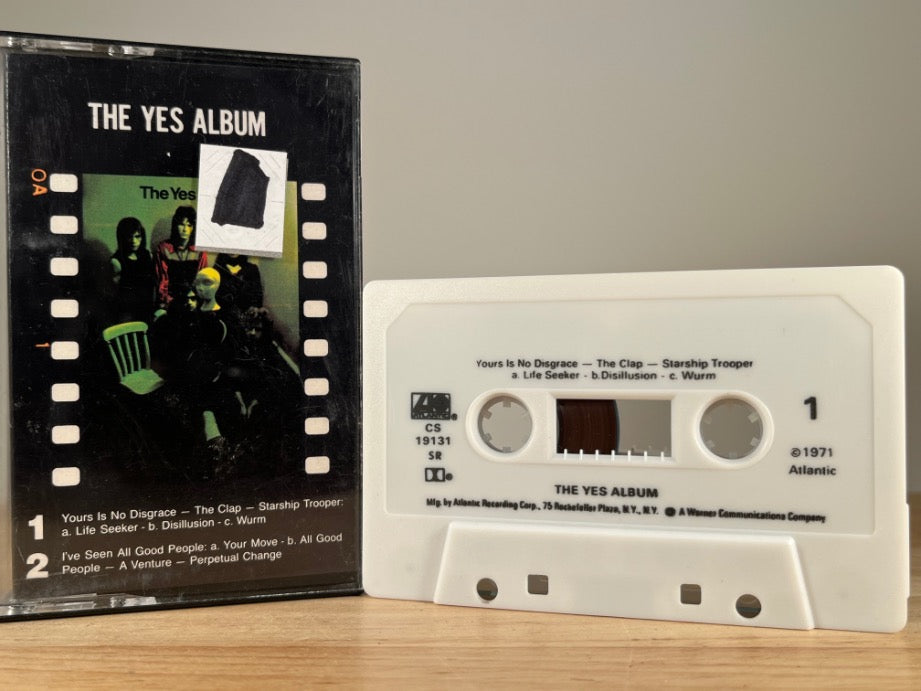 THE YES ALBUM
OA
The Yes
1
1 Yours Is No Disgrace — The Clap — Starship Trooper:
a. Life Seeker - b. Disillusion - c. Wurm
2 I've Seen All Good People: a. Your Move - b. All Good
People — A Venture — Perpetual Change
Yours Is No Disgrace — The Clap — Starship Trooper
a. Life Seeker - b.Disillusion - c. Wurm
ATLANTIC
CS
19131
SR
1
©1971
Atlantic
THE YES ALBUM
Mfg. by Atlantic Recording Corp., 75 Rockefeller Plaza, N.Y., N.Y. A Warner Communications Company